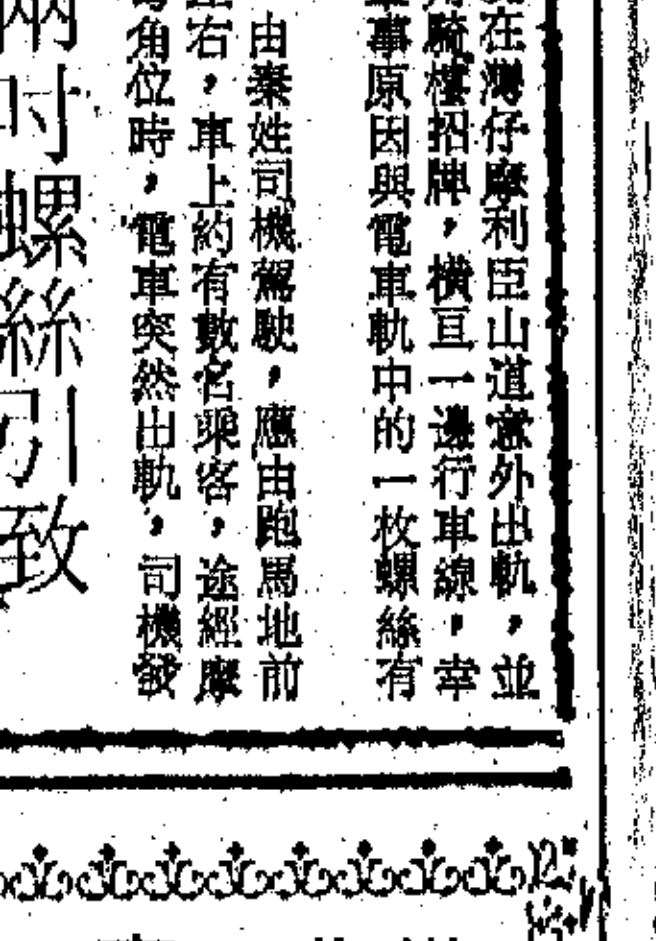 在灣仔摩利臣山道意外出軌，並
騎樓招牌，橫亘一邊行車線，幸
事原因與電車軌中的一枚螺絲有
由秦姓司機駕駛，應由跑馬地前
右，車上約有數名乘客，途經摩
角位時，電車突然出軌，司機發
兩吋螺絲引致